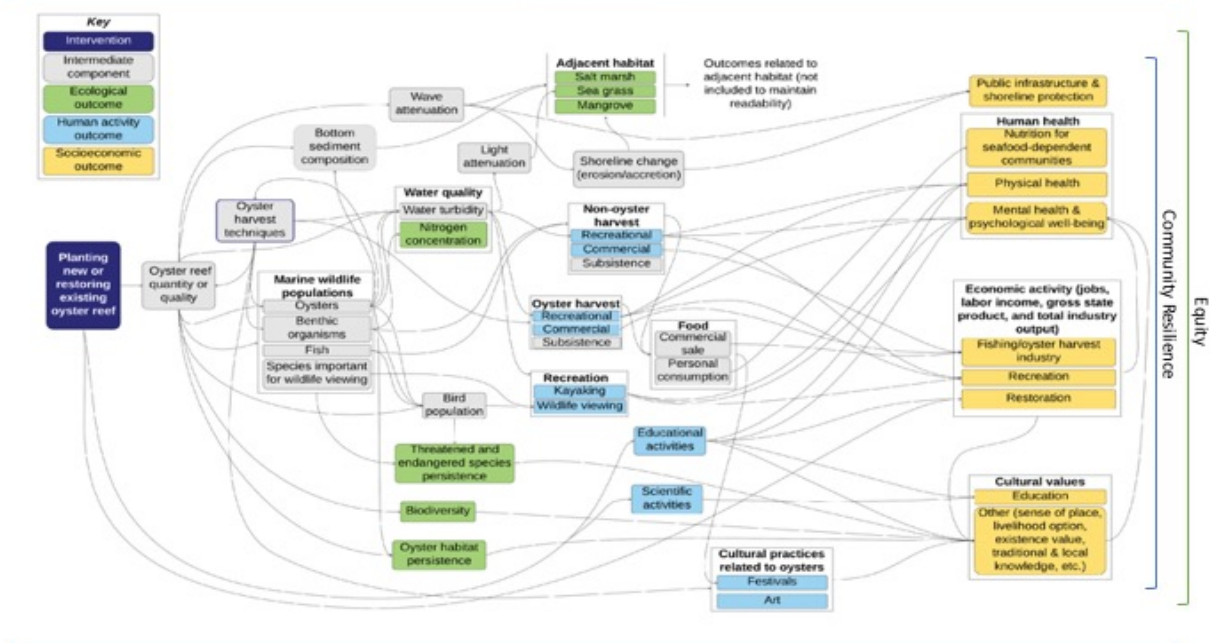 Key
Intervention
Intermediate
component
Ecological
outcome
Human activity
outcome
Socioeconomic
outcome
Planting
new or
restoring
existing
oyster reef
Oyster reef
quantity or
quality
Oyster
harvest
techniques
Bottom
sediment
composition
Wave
attenuation
Light
attenuation
Water quality
Water turbidity
Nitrogen
concentration
Marine wildlife
populations
Oysters
Benthic
organisms
Fish
Species important
for wildlife viewing
Bird
population
Threatened and
endangered species
persistence
Biodiversity
Oyster habitat
persistence
Adjacent habitat
Salt marsh
Sea grass
Mangrove
Outcomes related to
adjacent habitat (not
included to maintain
readability)
Shoreline change
(erosion/accretion)
Non-oyster
harvest
Recreational
Commercial
Subsistence
Oyster harvest
Recreational
Commercial
Subsistence
Food
Commercial
sale
Personal
consumption
Recreation
Kayaking
Wildlife viewing
Educational
activities
Scientific
activities
Cultural practices
related to oysters
Festivals
Art
Public infrastructure &
shoreline protection
Human health
Nutrition for
seafood-dependent
communities
Physical health
Mental health &
psychological well-being
Economic activity (jobs,
labor income, gross state
product, and total industry
output)
Fishing/oyster harvest
industry
Recreation
Restoration
Cultural values
Education
Other (sense of place,
livelihood option,
existence value,
traditional & local
knowledge, etc.)
Community Resilience
Equity